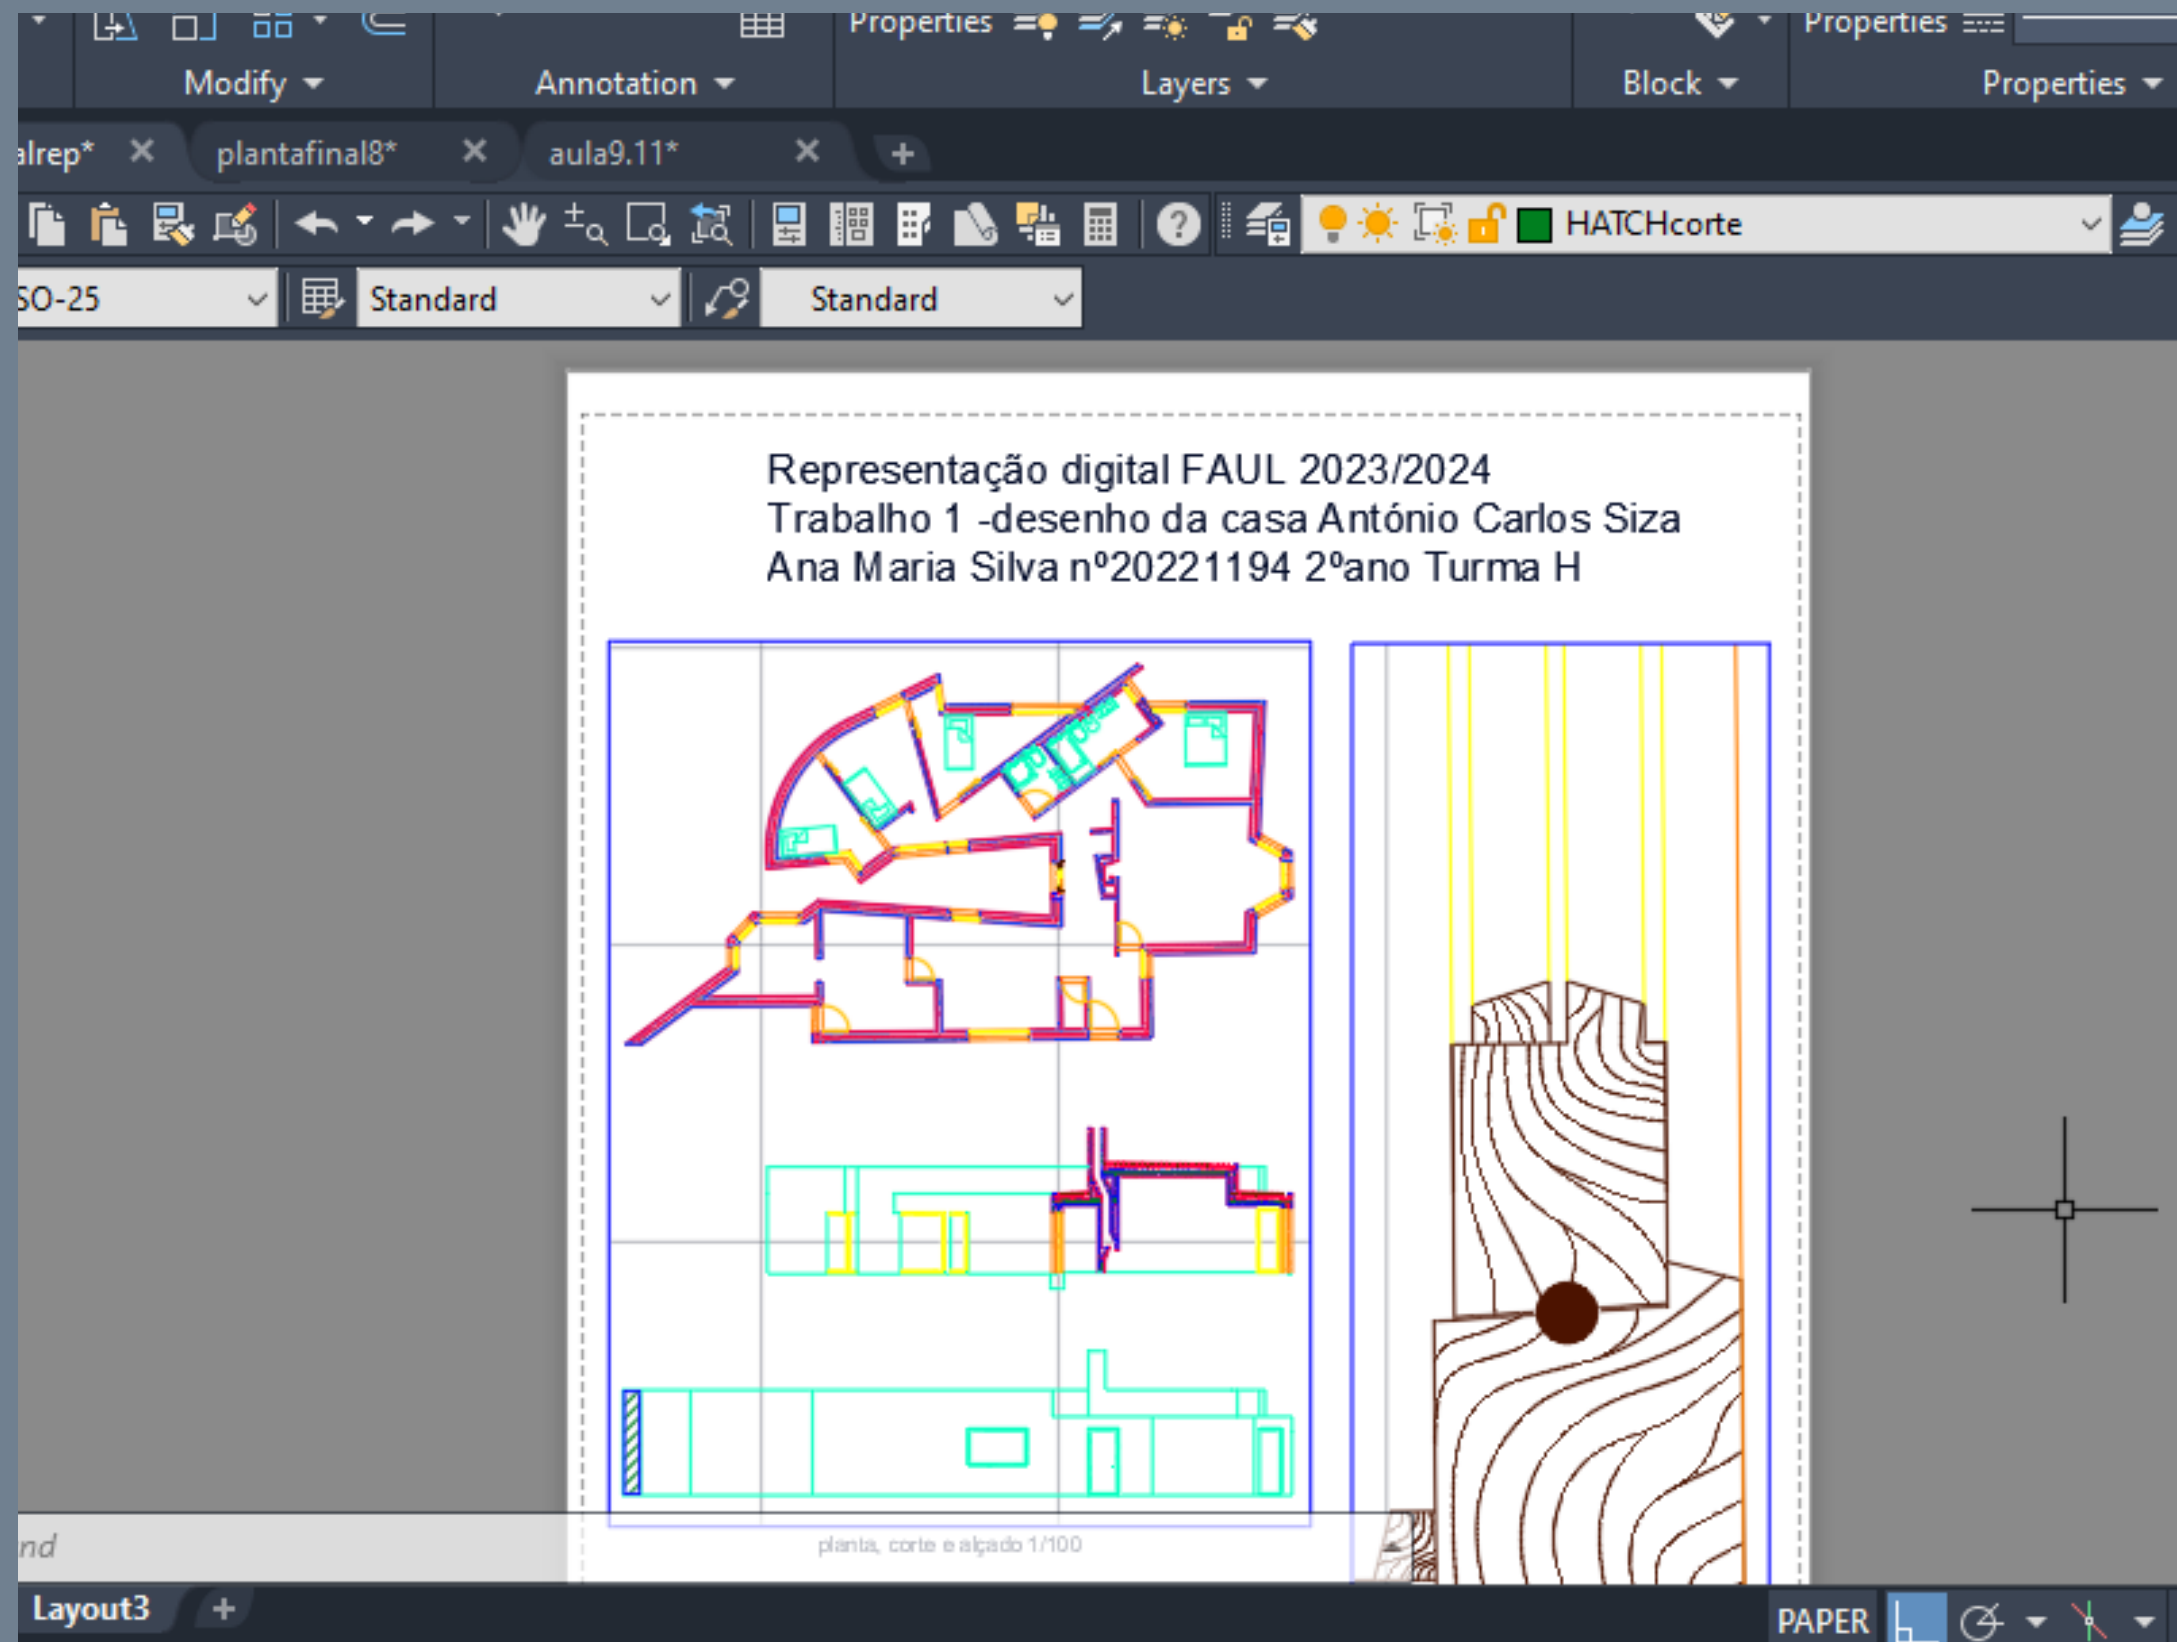 Properties
Properties
Modify
Annotation
Layers
Block
Properties
alrep*
plantafinal8*
aula9.11*
HATCHcorte
SO-25
Standard
Standard
Representação digital FAUL 2023/2024
Trabalho 1 -desenho da casa António Carlos Siza
Ana Maria Silva nº20221194 2ºano Turma H
nd
planta, corte e alçado 1/100
Layout3
PAPER